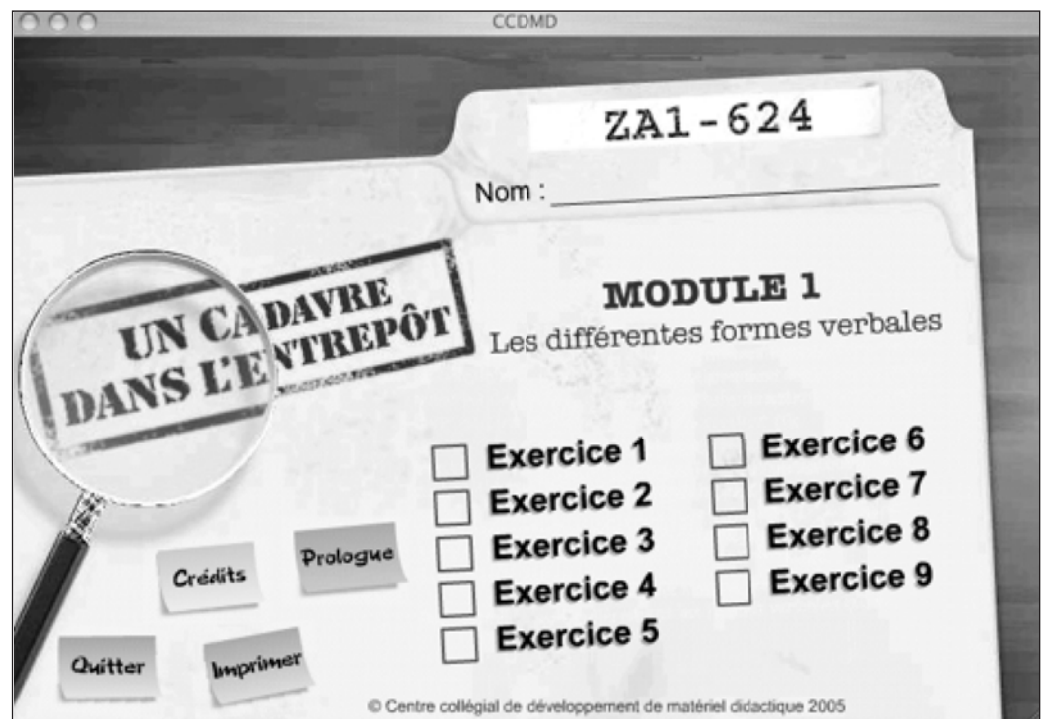 CCDMD
ZA1-624
Nom :
UN CADAVRE
DANS L'ENTREPÔT
MODULE 1
Les différentes formes verbales
Exercice 1
Exercice 2
Exercice 3
Exercice 4
Exercice 5
Exercice 6
Exercice 7
Exercice 8
Exercice 9
Crédits
Prologue
Quitter
Imprimer
© Centre collégial de développement de matériel didactique 2005